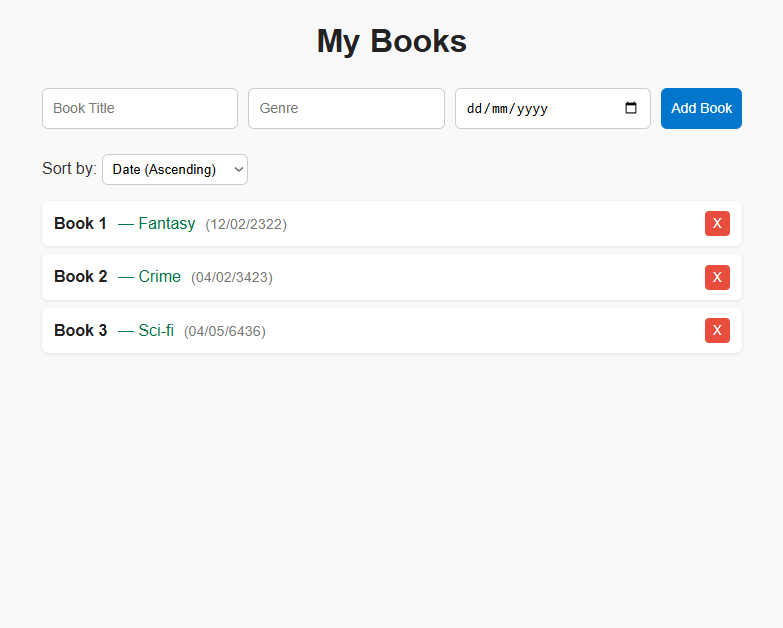 My Books
Book Title Genre dd/mm/yyyy Add Book
Sort by: Date (Ascending)
Book 1 — Fantasy (12/02/2322) X
Book 2 — Crime (04/02/3423) X
Book 3 — Sci-fi (04/05/6436) X